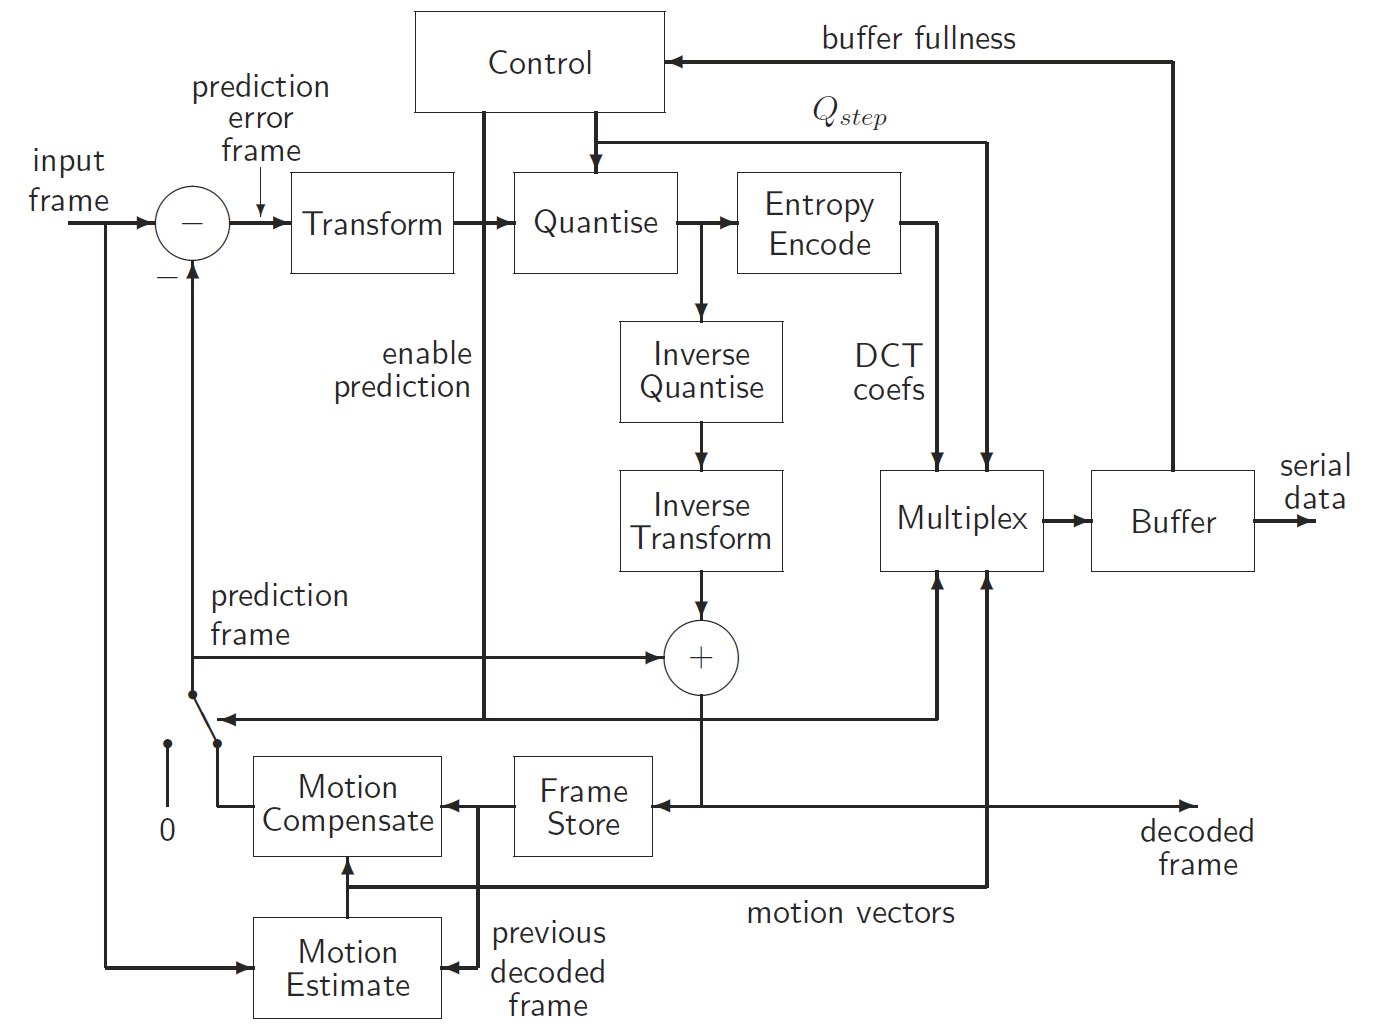 Control
buffer fullness
prediction
error
frame
Qstep
input
frame
−
−
Transform
Quantise
Entropy
Encode
enable
prediction
Inverse
Quantise
DCT
coefs
Inverse
Transform
Multiplex
Buffer
serial
data
prediction
frame
+
0
Motion
Compensate
Frame
Store
decoded
frame
motion vectors
Motion
Estimate
previous
decoded
frame